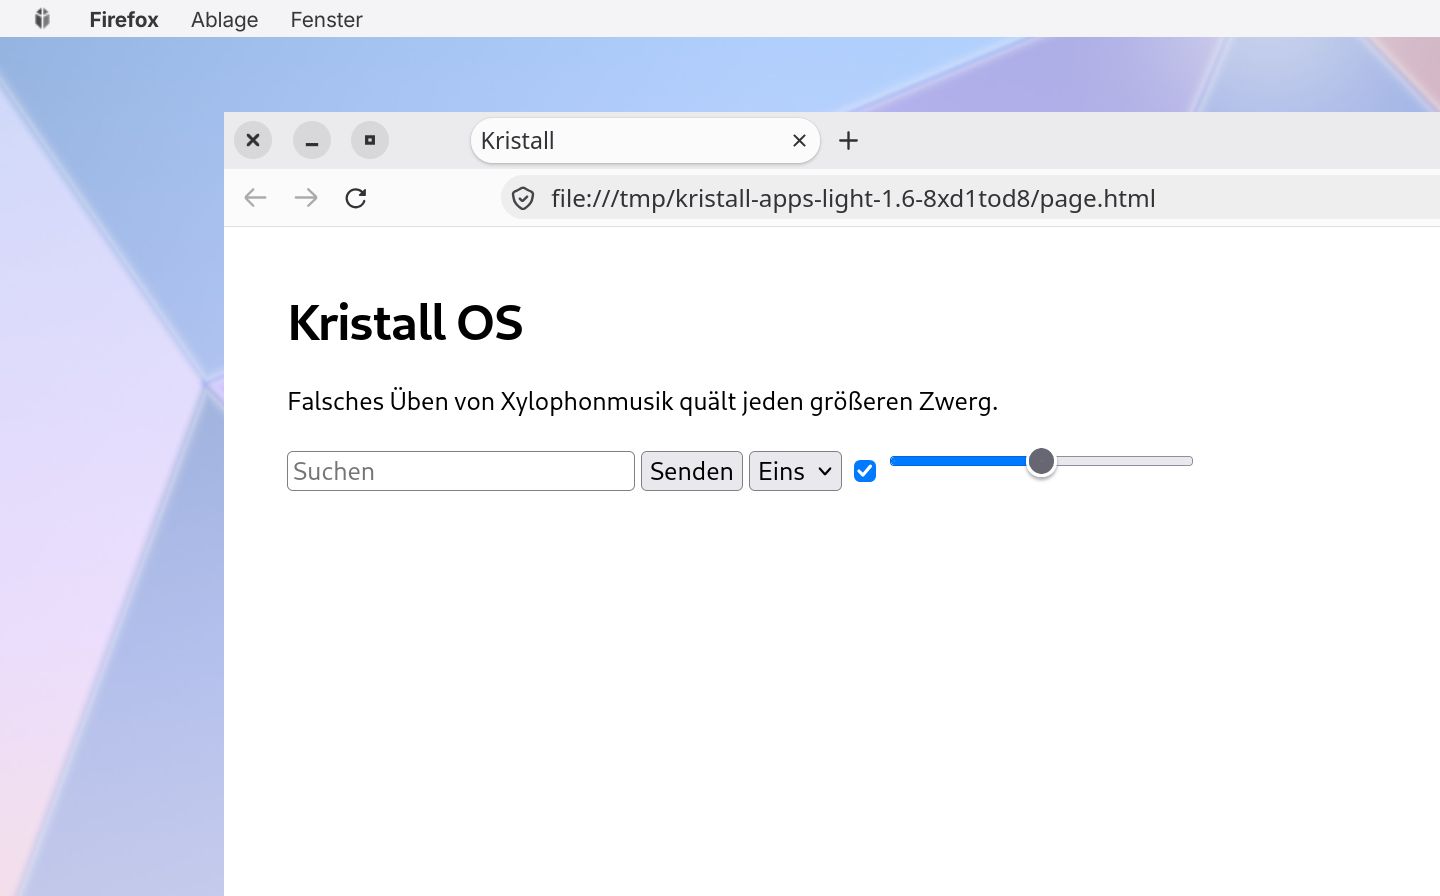 Firefox Ablage Fenster
Kristall
file:///tmp/kristall-apps-light-1.6-8xd1tod8/page.html
Kristall OS
Falsches Üben von Xylophonmusik quält jeden größeren Zwerg.
Suchen Senden Eins